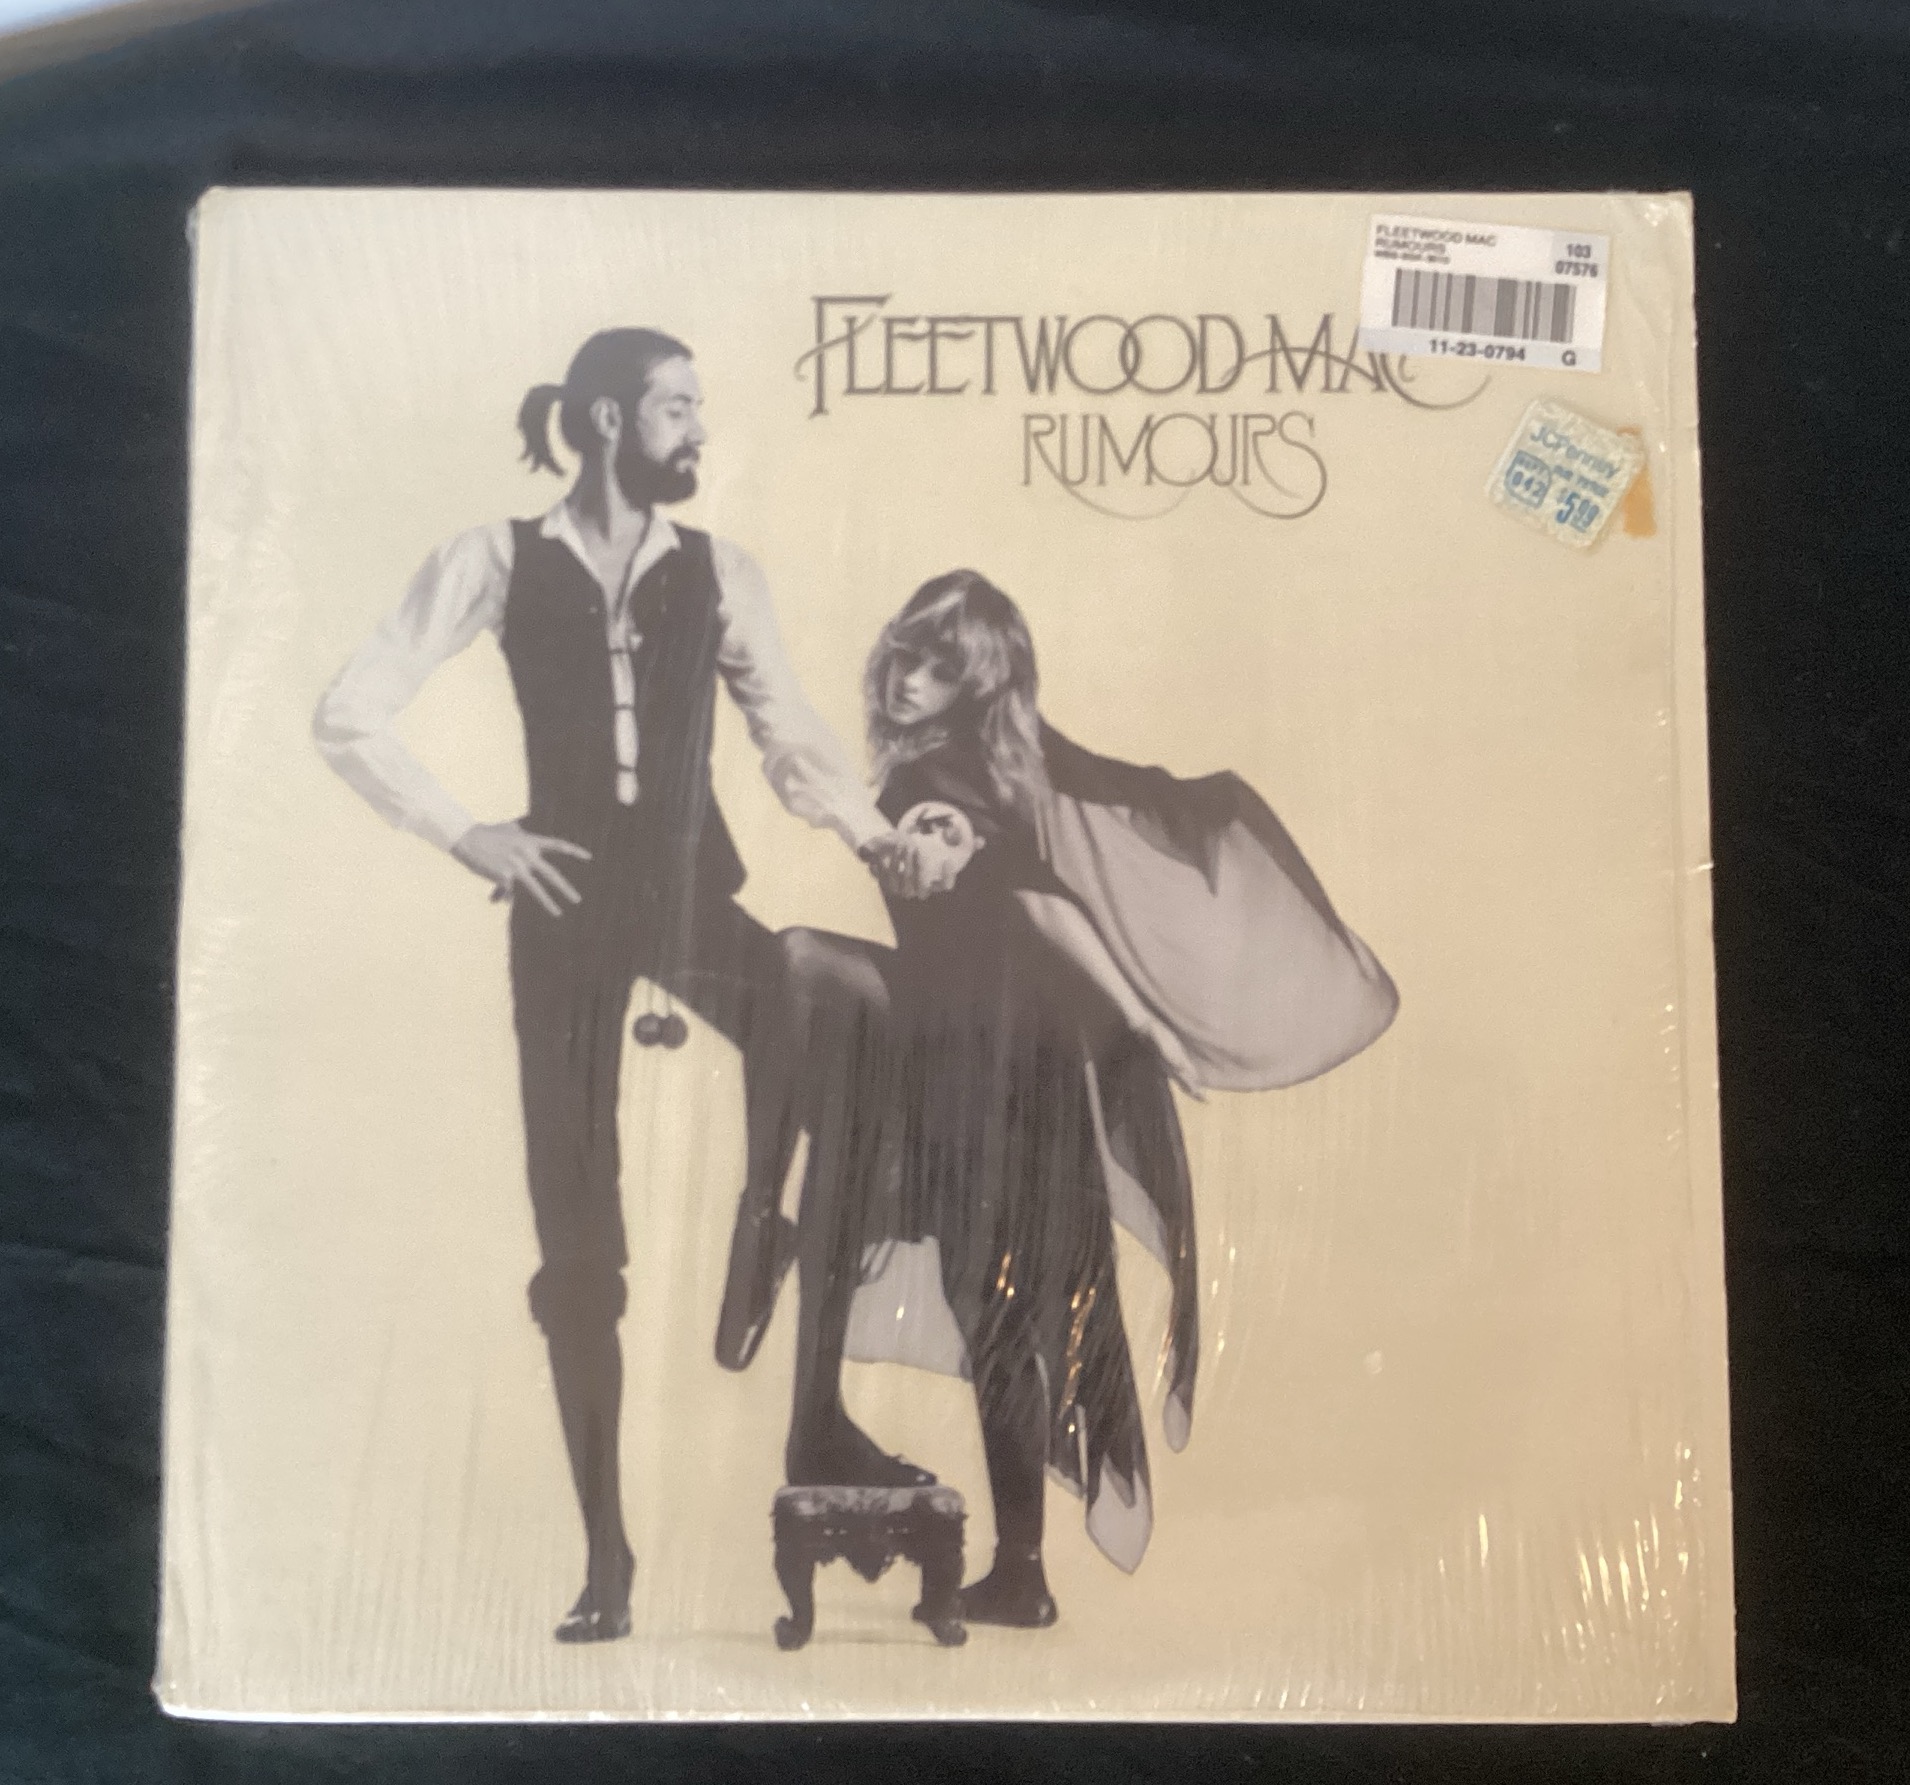 FLEETWOOD MAC
RUMOURS
103
07576
11-23-0794 G
FLEETWOOD MAC
RUMOURS
JCPenney
042 $5.99